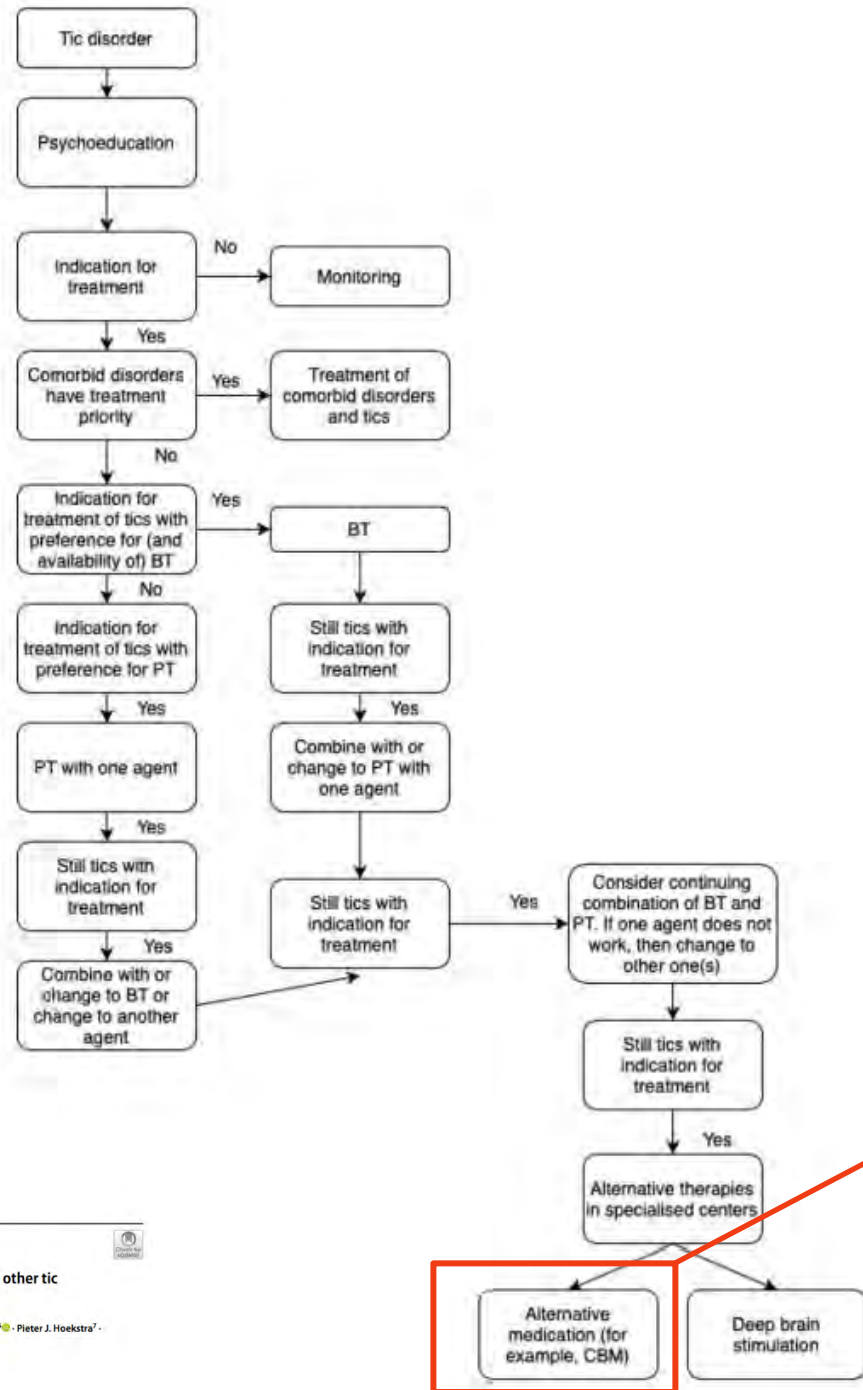 Tic disorder
Psychoeducation
Indication for
treatment
No
Monitoring
Yes
Comorbid disorders
have treatment
priority
Yes
Treatment of
comorbid disorders
and tics
No
Indication for
treatment of tics with
preference for (and
availability of) BT
Yes
BT
No
Indication for
treatment of tics with
preference for PT
Still tics with
indication for
treatment
Yes
Yes
PT with one agent
Combine with or
change to PT with
one agent
Yes
Still tics with
indication for
treatment
Still tics with
indication for
treatment
Yes
Consider continuing
combination of BT and
PT. If one agent does not
work, then change to
other one(s)
Yes
Combine with or
change to BT or
change to another
agent
Still tics with
indication for
treatment
Yes
Alternative therapies
in specialised centers
Check for
updates
other tic
· Pieter J. Hoekstra⁷ ·
Alternative
medication (for
example, CBM)
Deep brain
stimulation